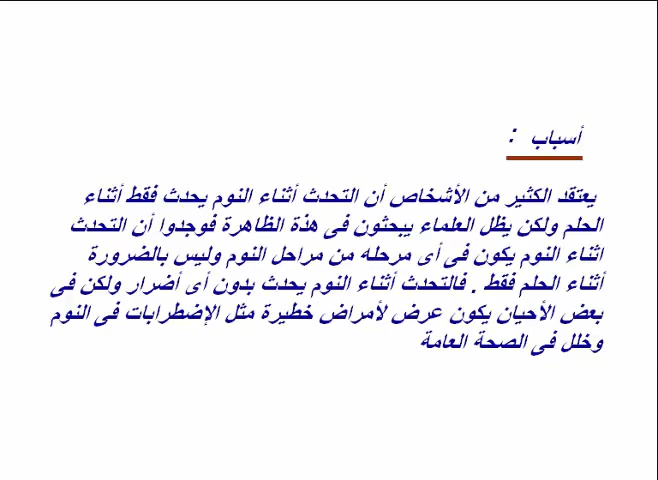 أسباب :
يعتقد الكثير من الأشخاص أن التحدث أثناء النوم يحدث فقط أثناء
الحلم ولكن يظل العلماء يبحثون فى هذة الظاهرة فوجدوا أن التحدث
اثناء النوم يكون فى أى مرحله من مراحل النوم وليس بالضرورة
أثناء الحلم فقط . فالتحدث أثناء النوم يحدث بدون أى أضرار ولكن فى
بعض الأحيان يكون عرض لأمراض خطيرة مثل الإضطرابات فى النوم
وخلل فى الصحة العامة